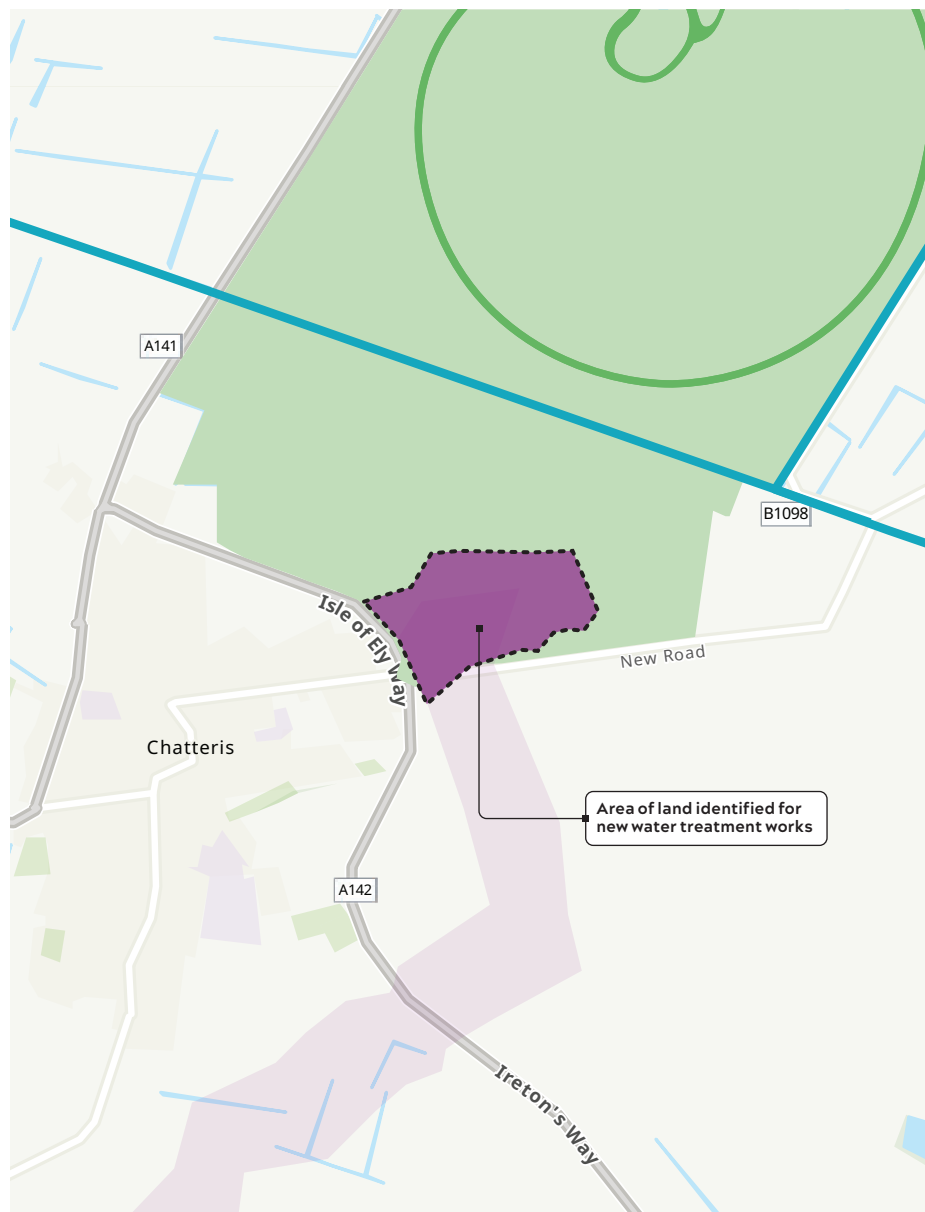 A141
B1098
Isle of Ely Way
New Road
Chatteris
Area of land identified for
new water treatment works
A142
Ireton's Way